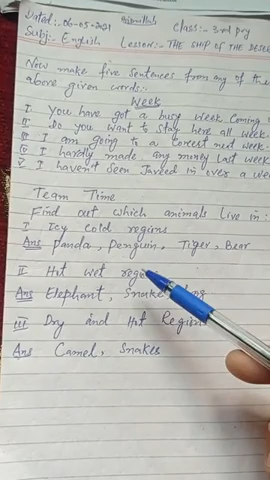 Dated:- 06-05-2021 Bismillah Class:- 3rd Pry
Subj:- English Lesson:- THE SHIP OF THE DESER
Now make five sentences from any of the
above given words:-
Week
I. You have got a busy week coming
II Do you want to stay here all week.
III I am going to a next week.
IV I hardly made any money last week
V I haven't seen Javeed in over a we
Team Time
Find out which animals live in:
I Icy Cold regins
Ans Panda, Penguin, Tiger, Bear
II Hot wet
Ans Elephant, Snake
III Dry and Hot Region
Ans Camel, Snakes